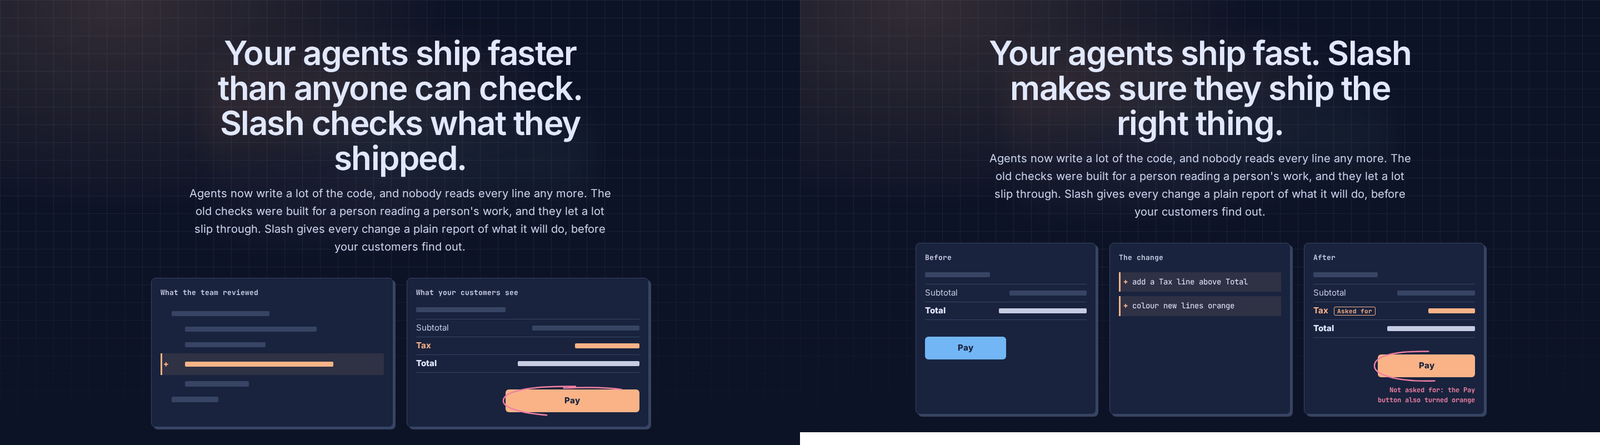 Your agents ship faster
than anyone can check.
Slash checks what they
shipped.
Agents now write a lot of the code, and nobody reads every line any more. The
old checks were built for a person reading a person's work, and they let a lot
slip through. Slash gives every change a plain report of what it will do, before
your customers find out.
What the team reviewed
+
What your customers see
Subtotal
Tax
Total
Pay
Your agents ship fast. Slash
makes sure they ship the
right thing.
Agents now write a lot of the code, and nobody reads every line any more. The
old checks were built for a person reading a person's work, and they let a lot
slip through. Slash gives every change a plain report of what it will do, before
your customers find out.
Before
Subtotal
Total
Pay
The change
+ add a Tax line above Total
+ colour new lines orange
After
Subtotal
Tax Asked for
Total
Pay
Not asked for: the Pay
button also turned orange